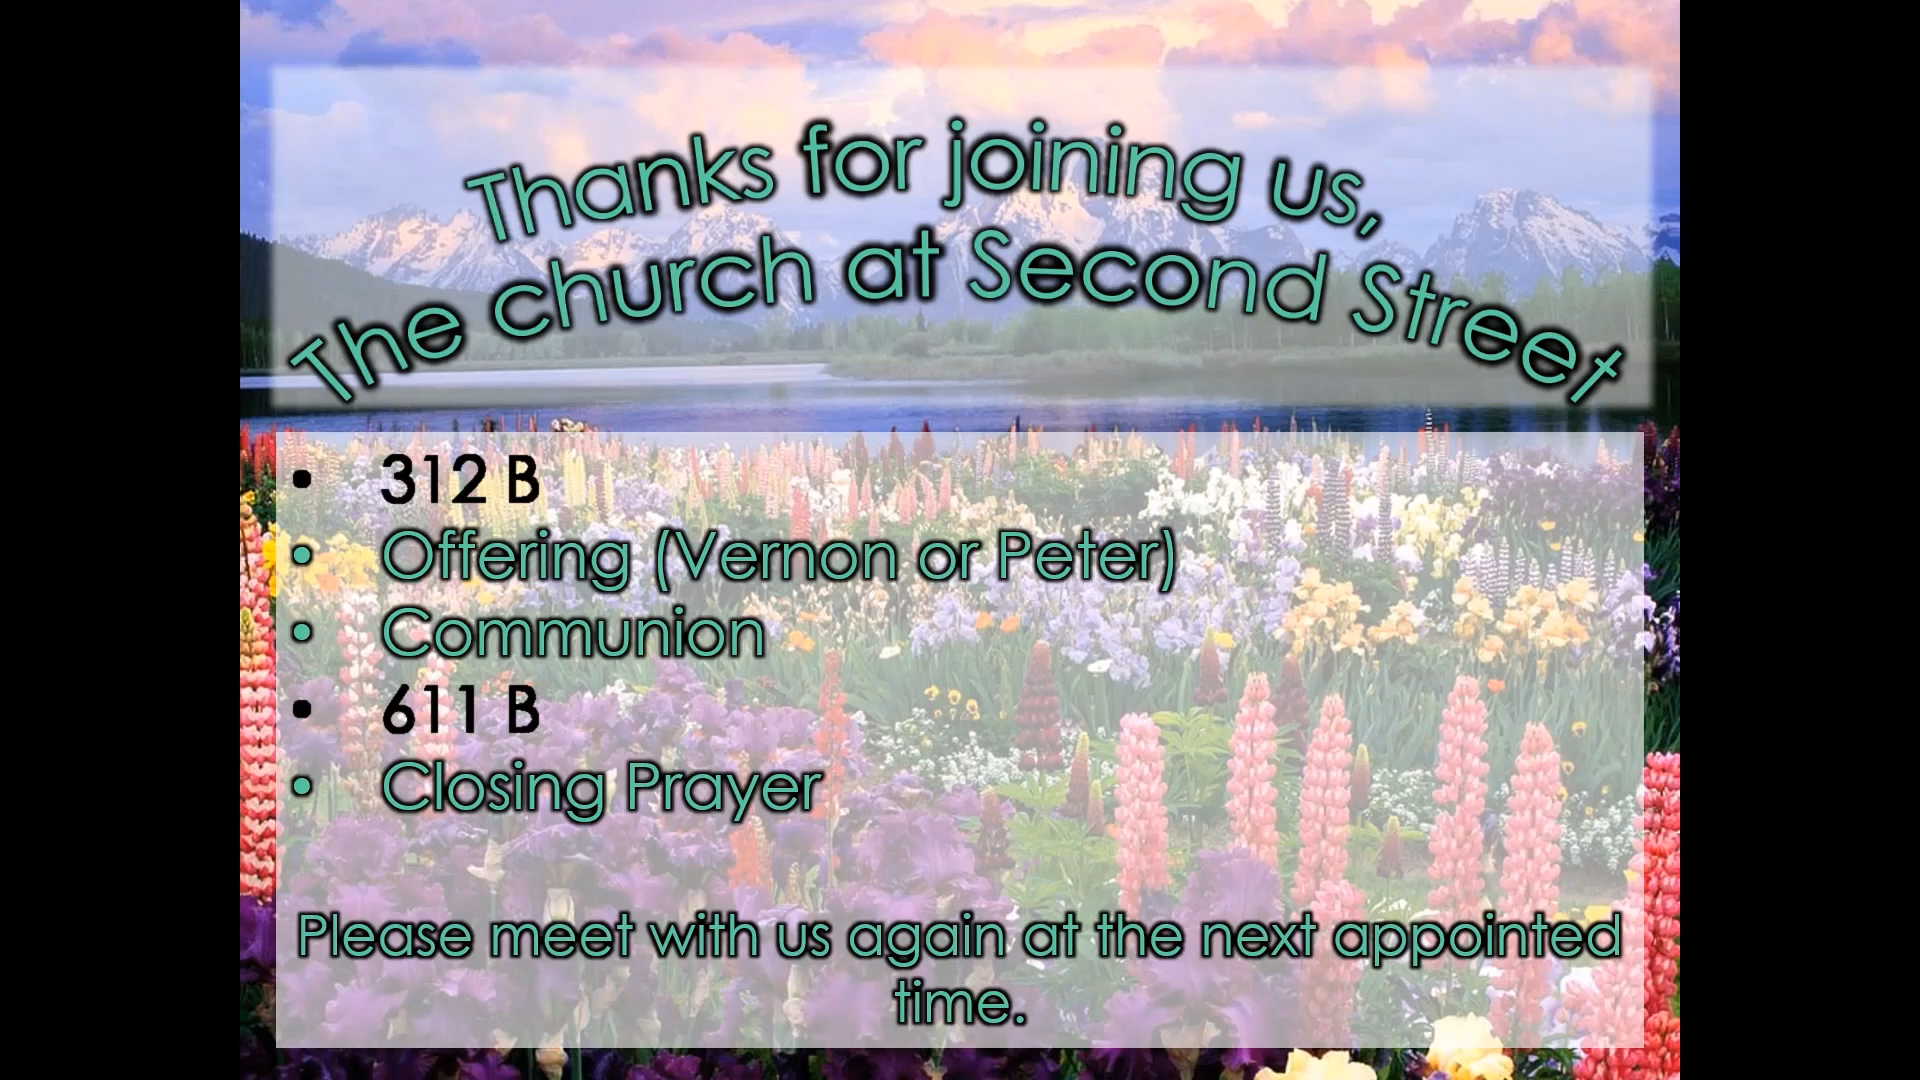 Thanks for joining us,
The church at Second Street
• 312 B
• Offering (Vernon or Peter)
• Communion
• 611 B
• Closing Prayer
Please meet with us again at the next appointed
time.